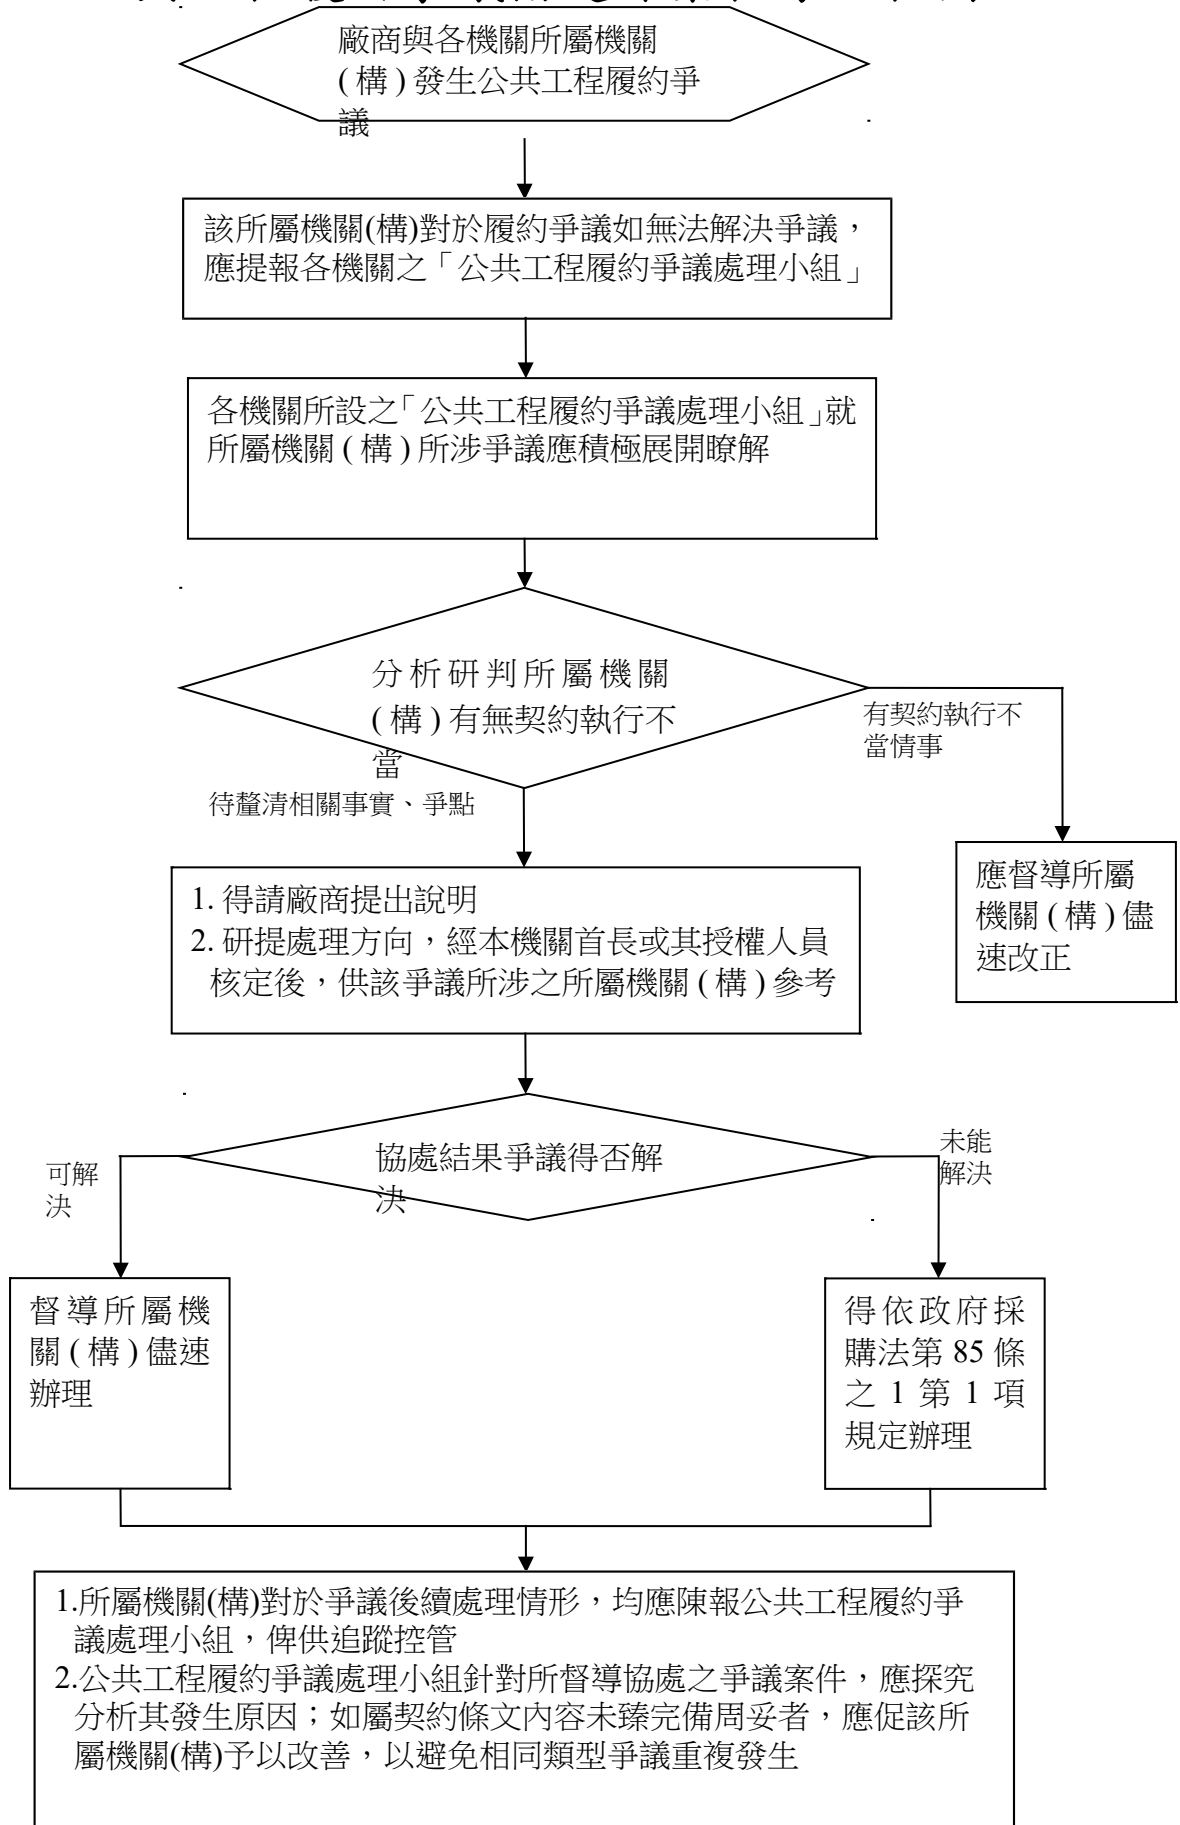 廠商與各機關所屬機關
(構)發生公共工程履約爭
議
該所屬機關(構)對於履約爭議如無法解決爭議，
應提報各機關之「公共工程履約爭議處理小組」
各機關所設之「公共工程履約爭議處理小組」就
所屬機關(構)所涉爭議應積極展開瞭解
分析研判所屬機關
(構)有無契約執行不
當
有契約執行不
當情事
待釐清相關事實、爭點
應督導所屬
機關(構)儘
速改正
1. 得請廠商提出說明
2. 研提處理方向，經本機關首長或其授權人員
核定後，供該爭議所涉之所屬機關(構)參考
協處結果爭議得否解
決
可解
決
未能
解決
督導所屬機
關(構)儘速
辦理
得依政府採
購法第 85 條
之 1 第 1 項
規定辦理
1.所屬機關(構)對於爭議後續處理情形，均應陳報公共工程履約爭
議處理小組，俾供追蹤控管
2.公共工程履約爭議處理小組針對所督導協處之爭議案件，應探究
分析其發生原因；如屬契約條文內容未臻完備周妥者，應促該所
屬機關(構)予以改善，以避免相同類型爭議重複發生